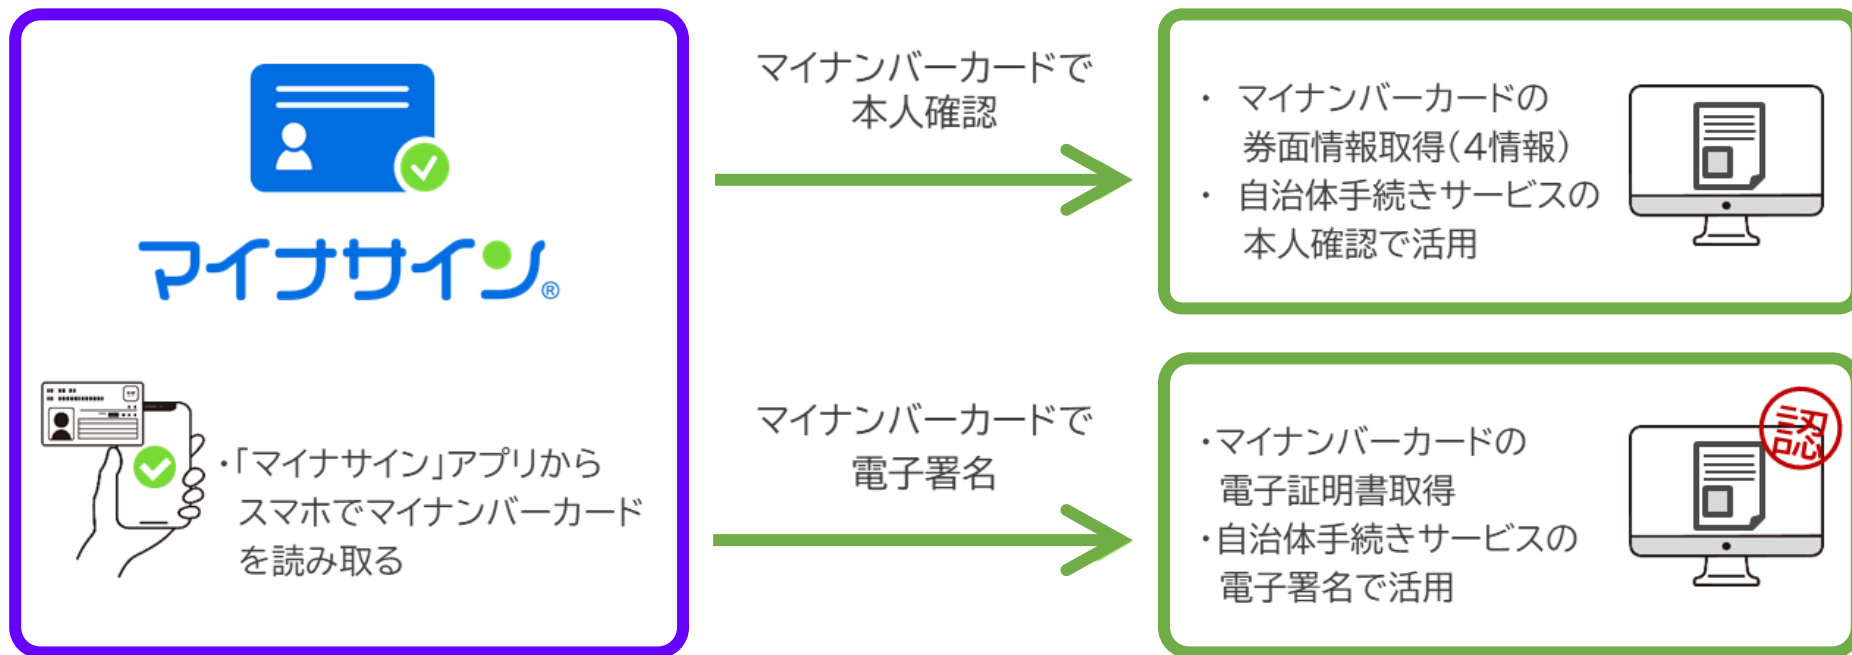 マイナサイン®
・「マイナサイン」アプリから
スマホでマイナンバーカード
を読み取る
マイナンバーカードで
本人確認
・ マイナンバーカードの
券面情報取得(4情報)
・ 自治体手続きサービスの
本人確認で活用
マイナンバーカードで
電子署名
・マイナンバーカードの
電子証明書取得
・自治体手続きサービスの
電子署名で活用
認